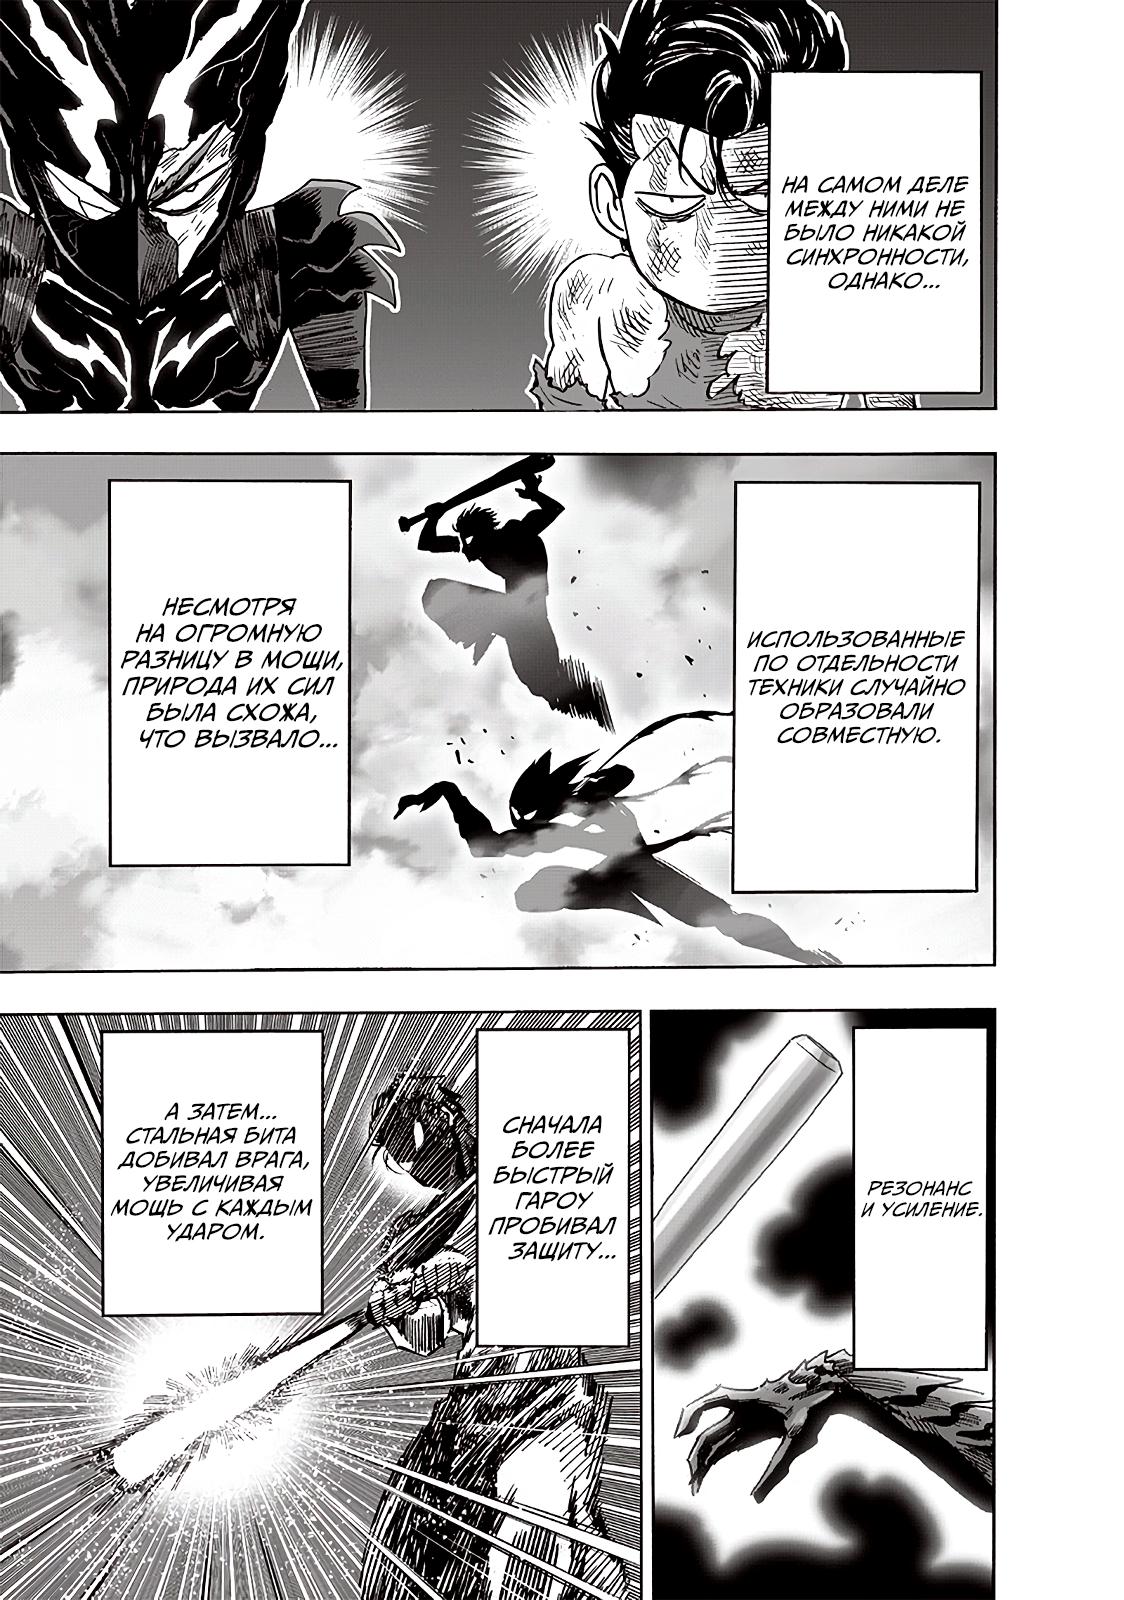 НА САМОМ ДЕЛЕ
МЕЖДУ НИМИ НЕ
БЫЛО НИКАКОЙ
СИНХРОННОСТИ,
ОДНАКО...
ИСПОЛЬЗОВАННЫЕ
ПО ОТДЕЛЬНОСТИ
ТЕХНИКИ СЛУЧАЙНО
ОБРАЗОВАЛИ
СОВМЕСТНУЮ.
НЕСМОТРЯ
НА ОГРОМНУЮ
РАЗНИЦУ В МОЩИ,
ПРИРОДА ИХ СИЛ
БЫЛА СХОЖА,
ЧТО ВЫЗВАЛО...
РЕЗОНАНС
И УСИЛЕНИЕ.
СНАЧАЛА
БОЛЕЕ
БЫСТРЫЙ
ГАРОУ
ПРОБИВАЛ
ЗАЩИТУ...
А ЗАТЕМ...
СТАЛЬНАЯ БИТА
ДОБИВАЛ ВРАГА,
УВЕЛИЧИВАЯ
МОЩЬ С КАЖДЫМ
УДАРОМ.